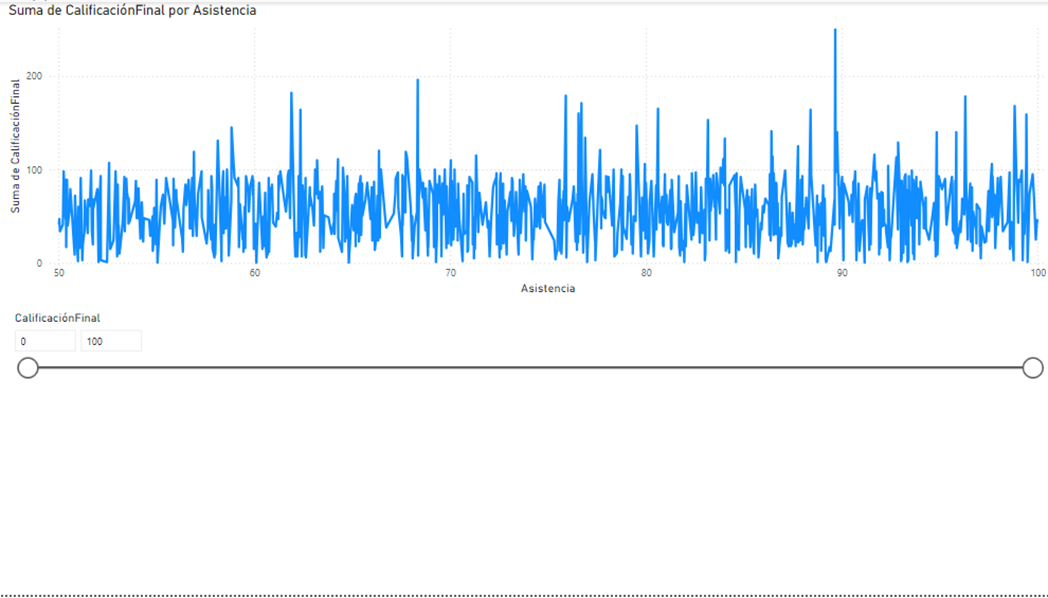 Suma de CalificaciónFinal por Asistencia
Suma de CalificaciónFinal
200
100
0
50 60 70 80 90 100
Asistencia
CalificaciónFinal
0 100